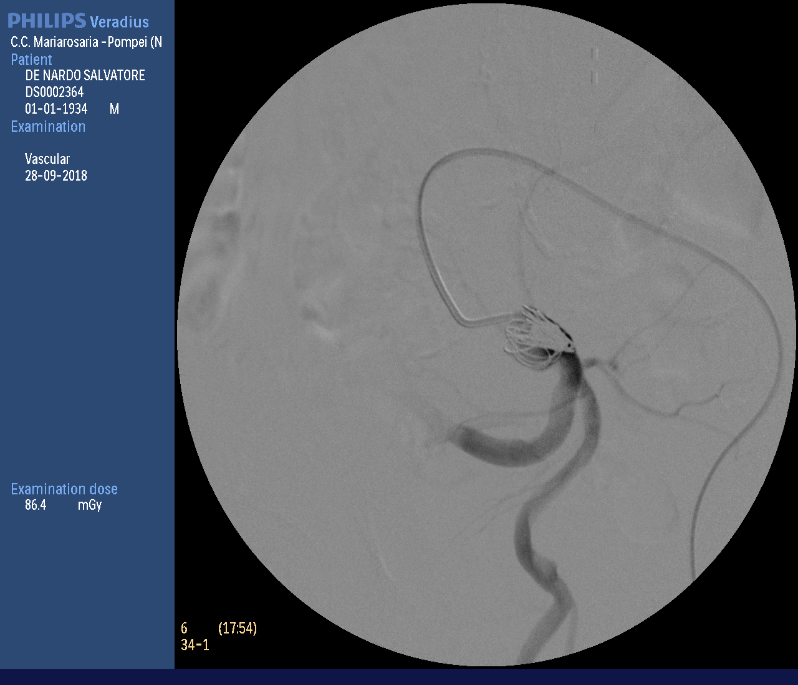 PHILIPS Veradius
C.C. Mariarosaria -Pompei (N
Patient
DE NARDO SALVATORE
DS0002364
01-01-1934 M
Examination
Vascular
28-09-2018
Examination dose
86.4 mGy
6 (17:54)
34-1